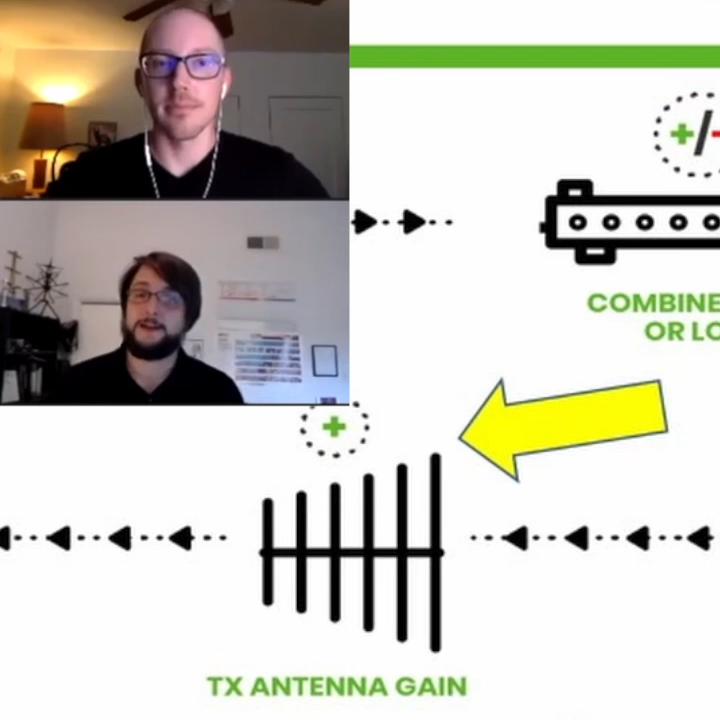 +/-
COMBINE
OR LO
+
TX ANTENNA GAIN